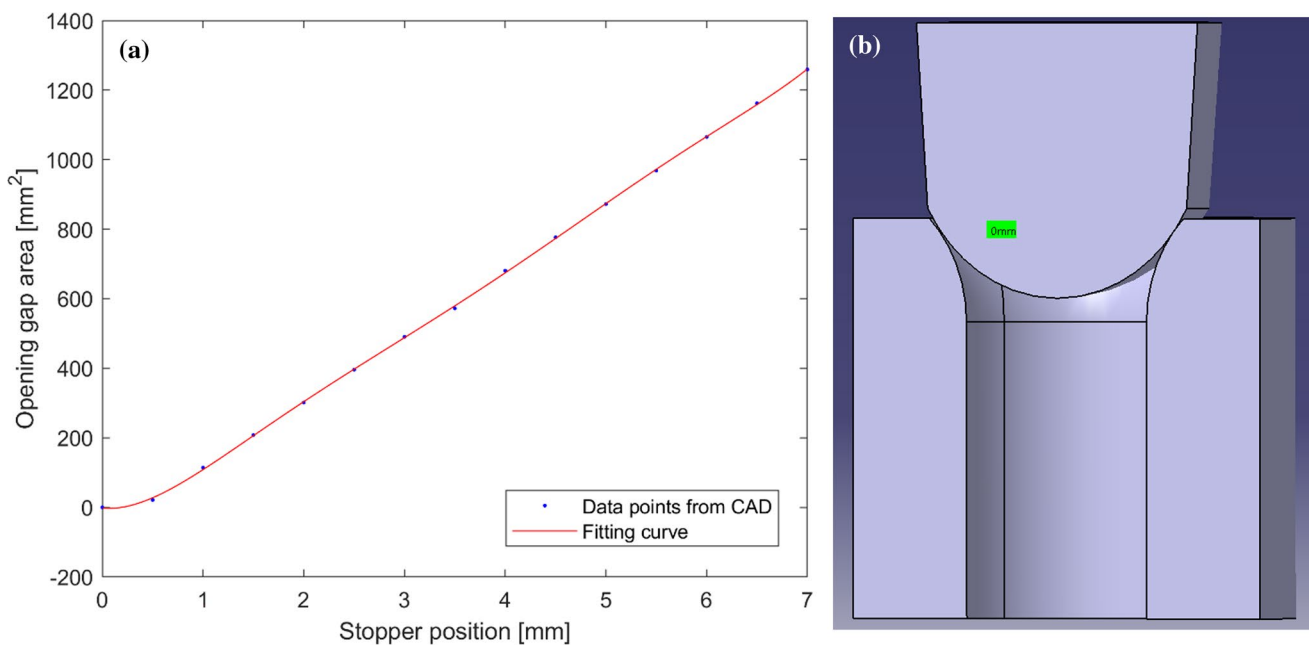 (a)
1400
1200
1000
800
600
400
200
0
-200
Opening gap area [mm²]
0 1 2 3 4 5 6 7
Stopper position [mm]
Data points from CAD
Fitting curve
(b)
0mm